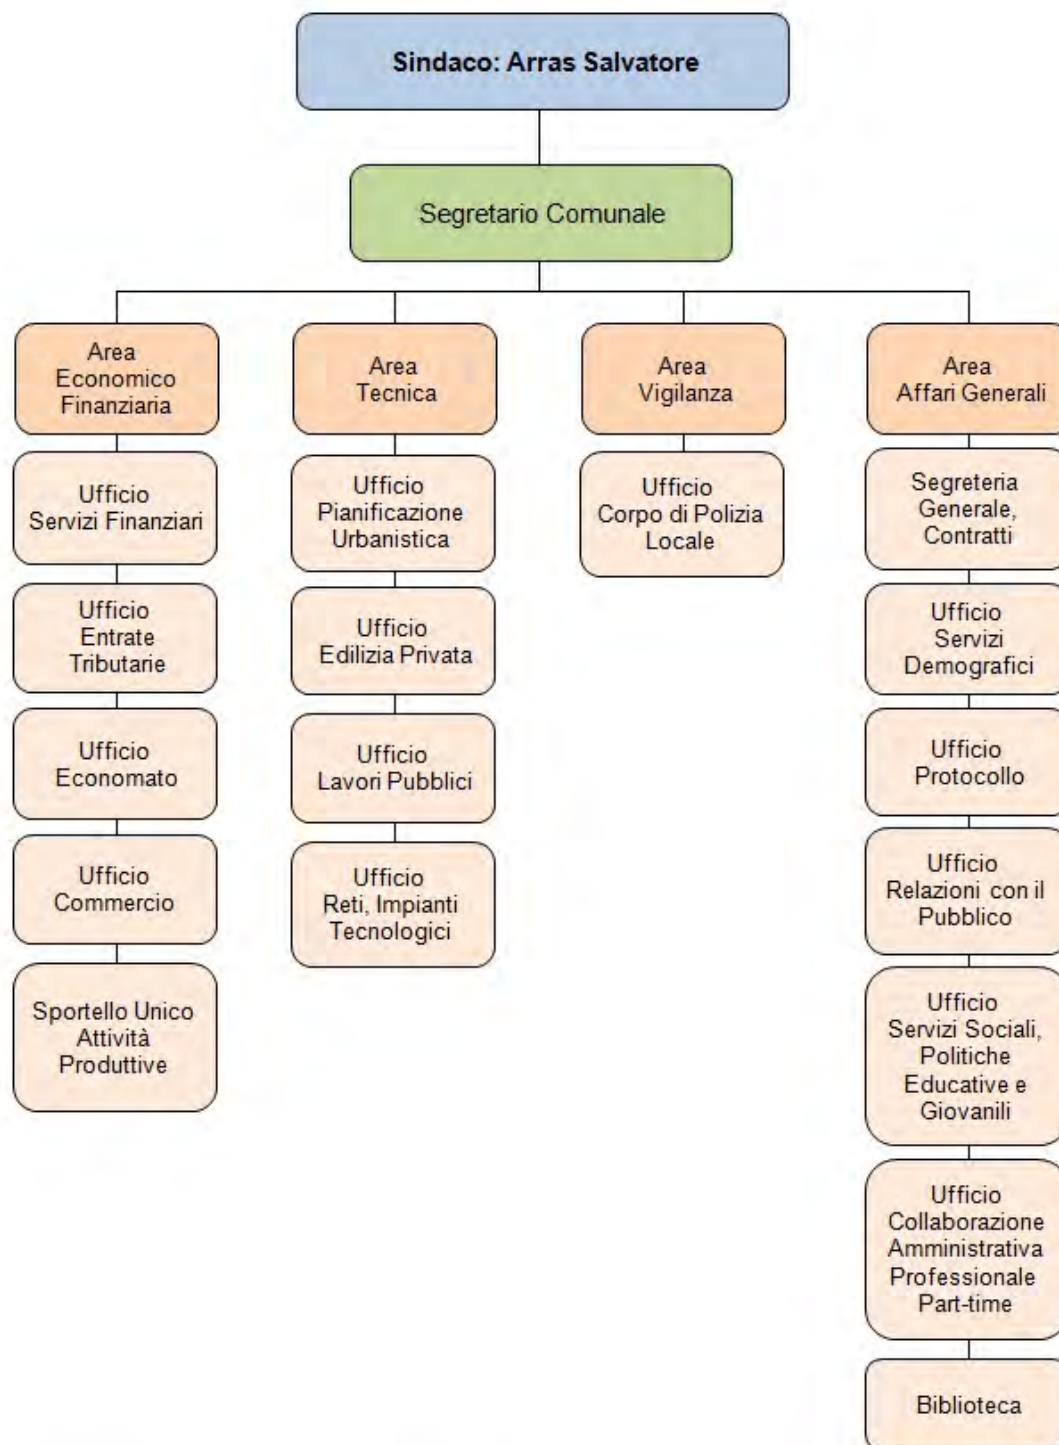 Sindaco: Arras Salvatore
Segretario Comunale
Area
Economico
Finanziaria
Ufficio
Servizi Finanziari
Ufficio
Entrate
Tributarie
Ufficio
Economato
Ufficio
Commercio
Sportello Unico
Attività
Produttive
Area
Tecnica
Ufficio
Pianificazione
Urbanistica
Ufficio
Edilizia Privata
Ufficio
Lavori Pubblici
Ufficio
Reti, Impianti
Tecnologici
Area
Vigilanza
Ufficio
Corpo di Polizia
Locale
Area
Affari Generali
Segreteria
Generale,
Contratti
Ufficio
Servizi
Demografici
Ufficio
Protocollo
Ufficio
Relazioni con il
Pubblico
Ufficio
Servizi Sociali,
Politiche
Educative e
Giovanili
Ufficio
Collaborazione
Amministrativa
Professionale
Part-time
Biblioteca